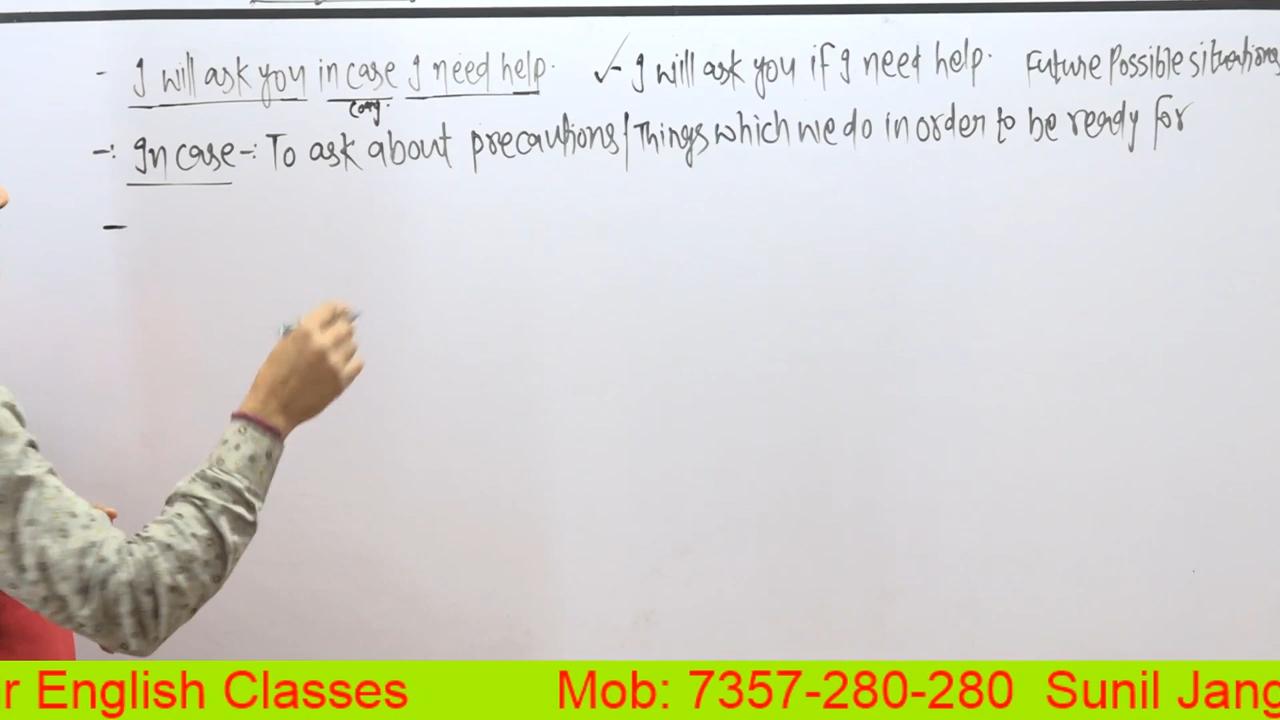 - I will ask you in case I need help. ✓- I will ask you if I need help. Future Possible situations
Conj.
-: In case -: To ask about precautions/Things which we do in order to be ready for
-
r English Classes Mob: 7357-280-280 Sunil Jang